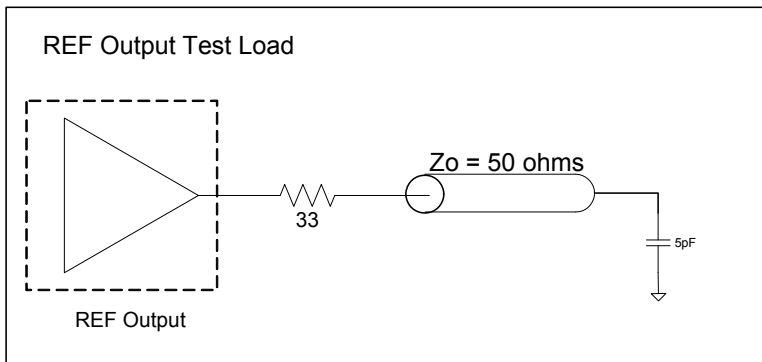 REF Output Test Load
Zo = 50 ohms
33
5pF
REF Output